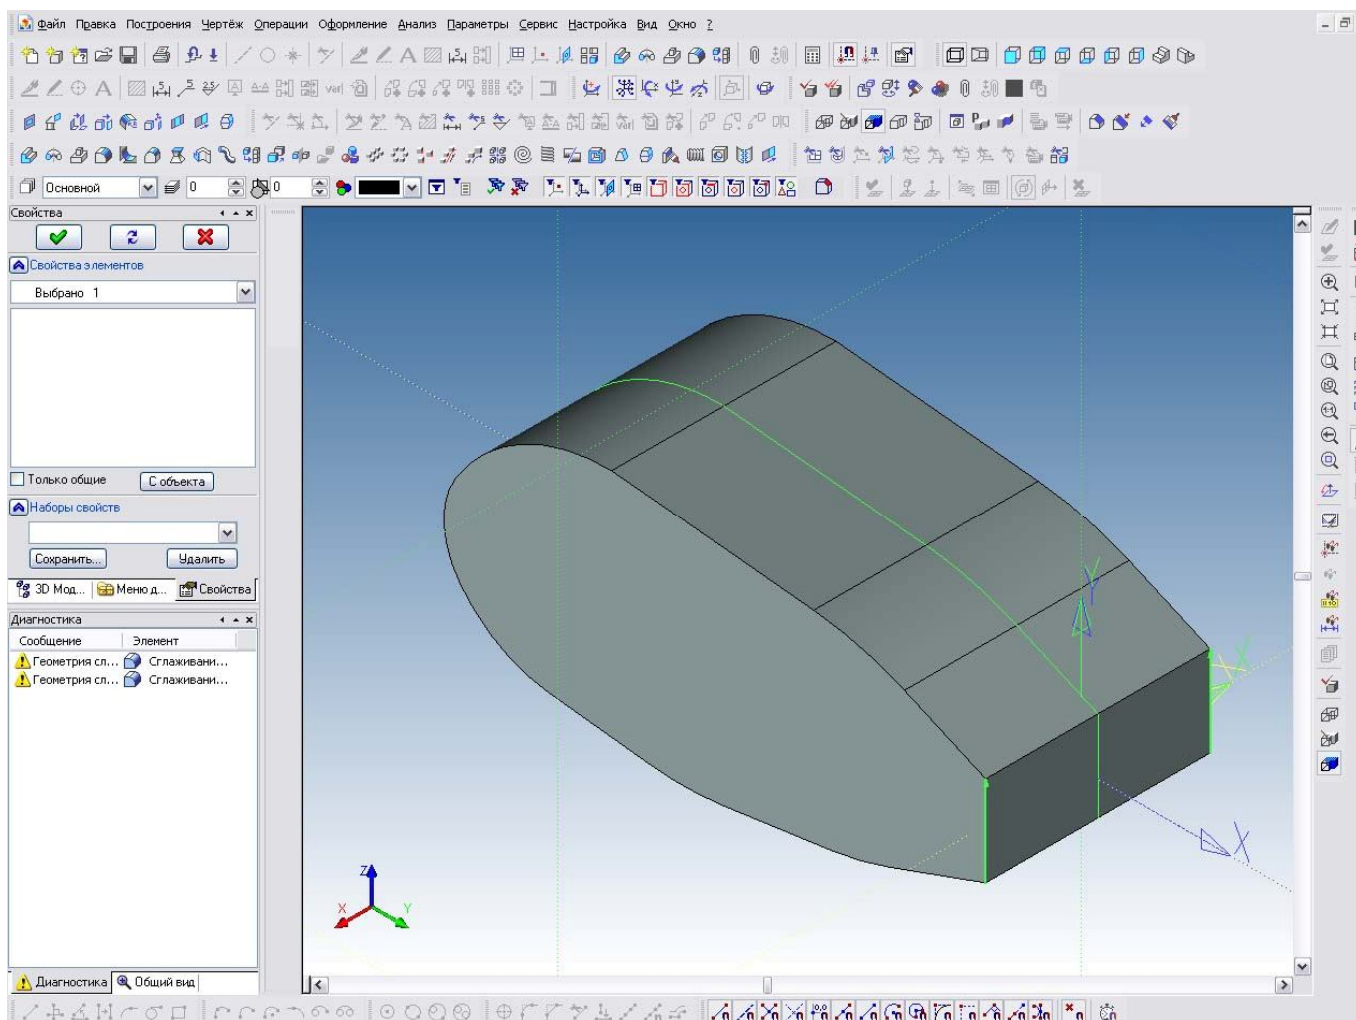 Файл Правка Построения Чертёж Операции Оформление Анализ Параметры Сервис Настройка Вид Окно ?
Основной 0 0
Свойства
Свойства элементов
Выбрано 1
Только общие С объекта
Наборы свойств
Сохранить... Удалить
3D Мод... Меню д... Свойства
Диагностика
Сообщение Элемент
Геометрия сл... Сглаживани...
Геометрия сл... Сглаживани...
Диагностика Общий вид
Y
X
X
Z
X Y